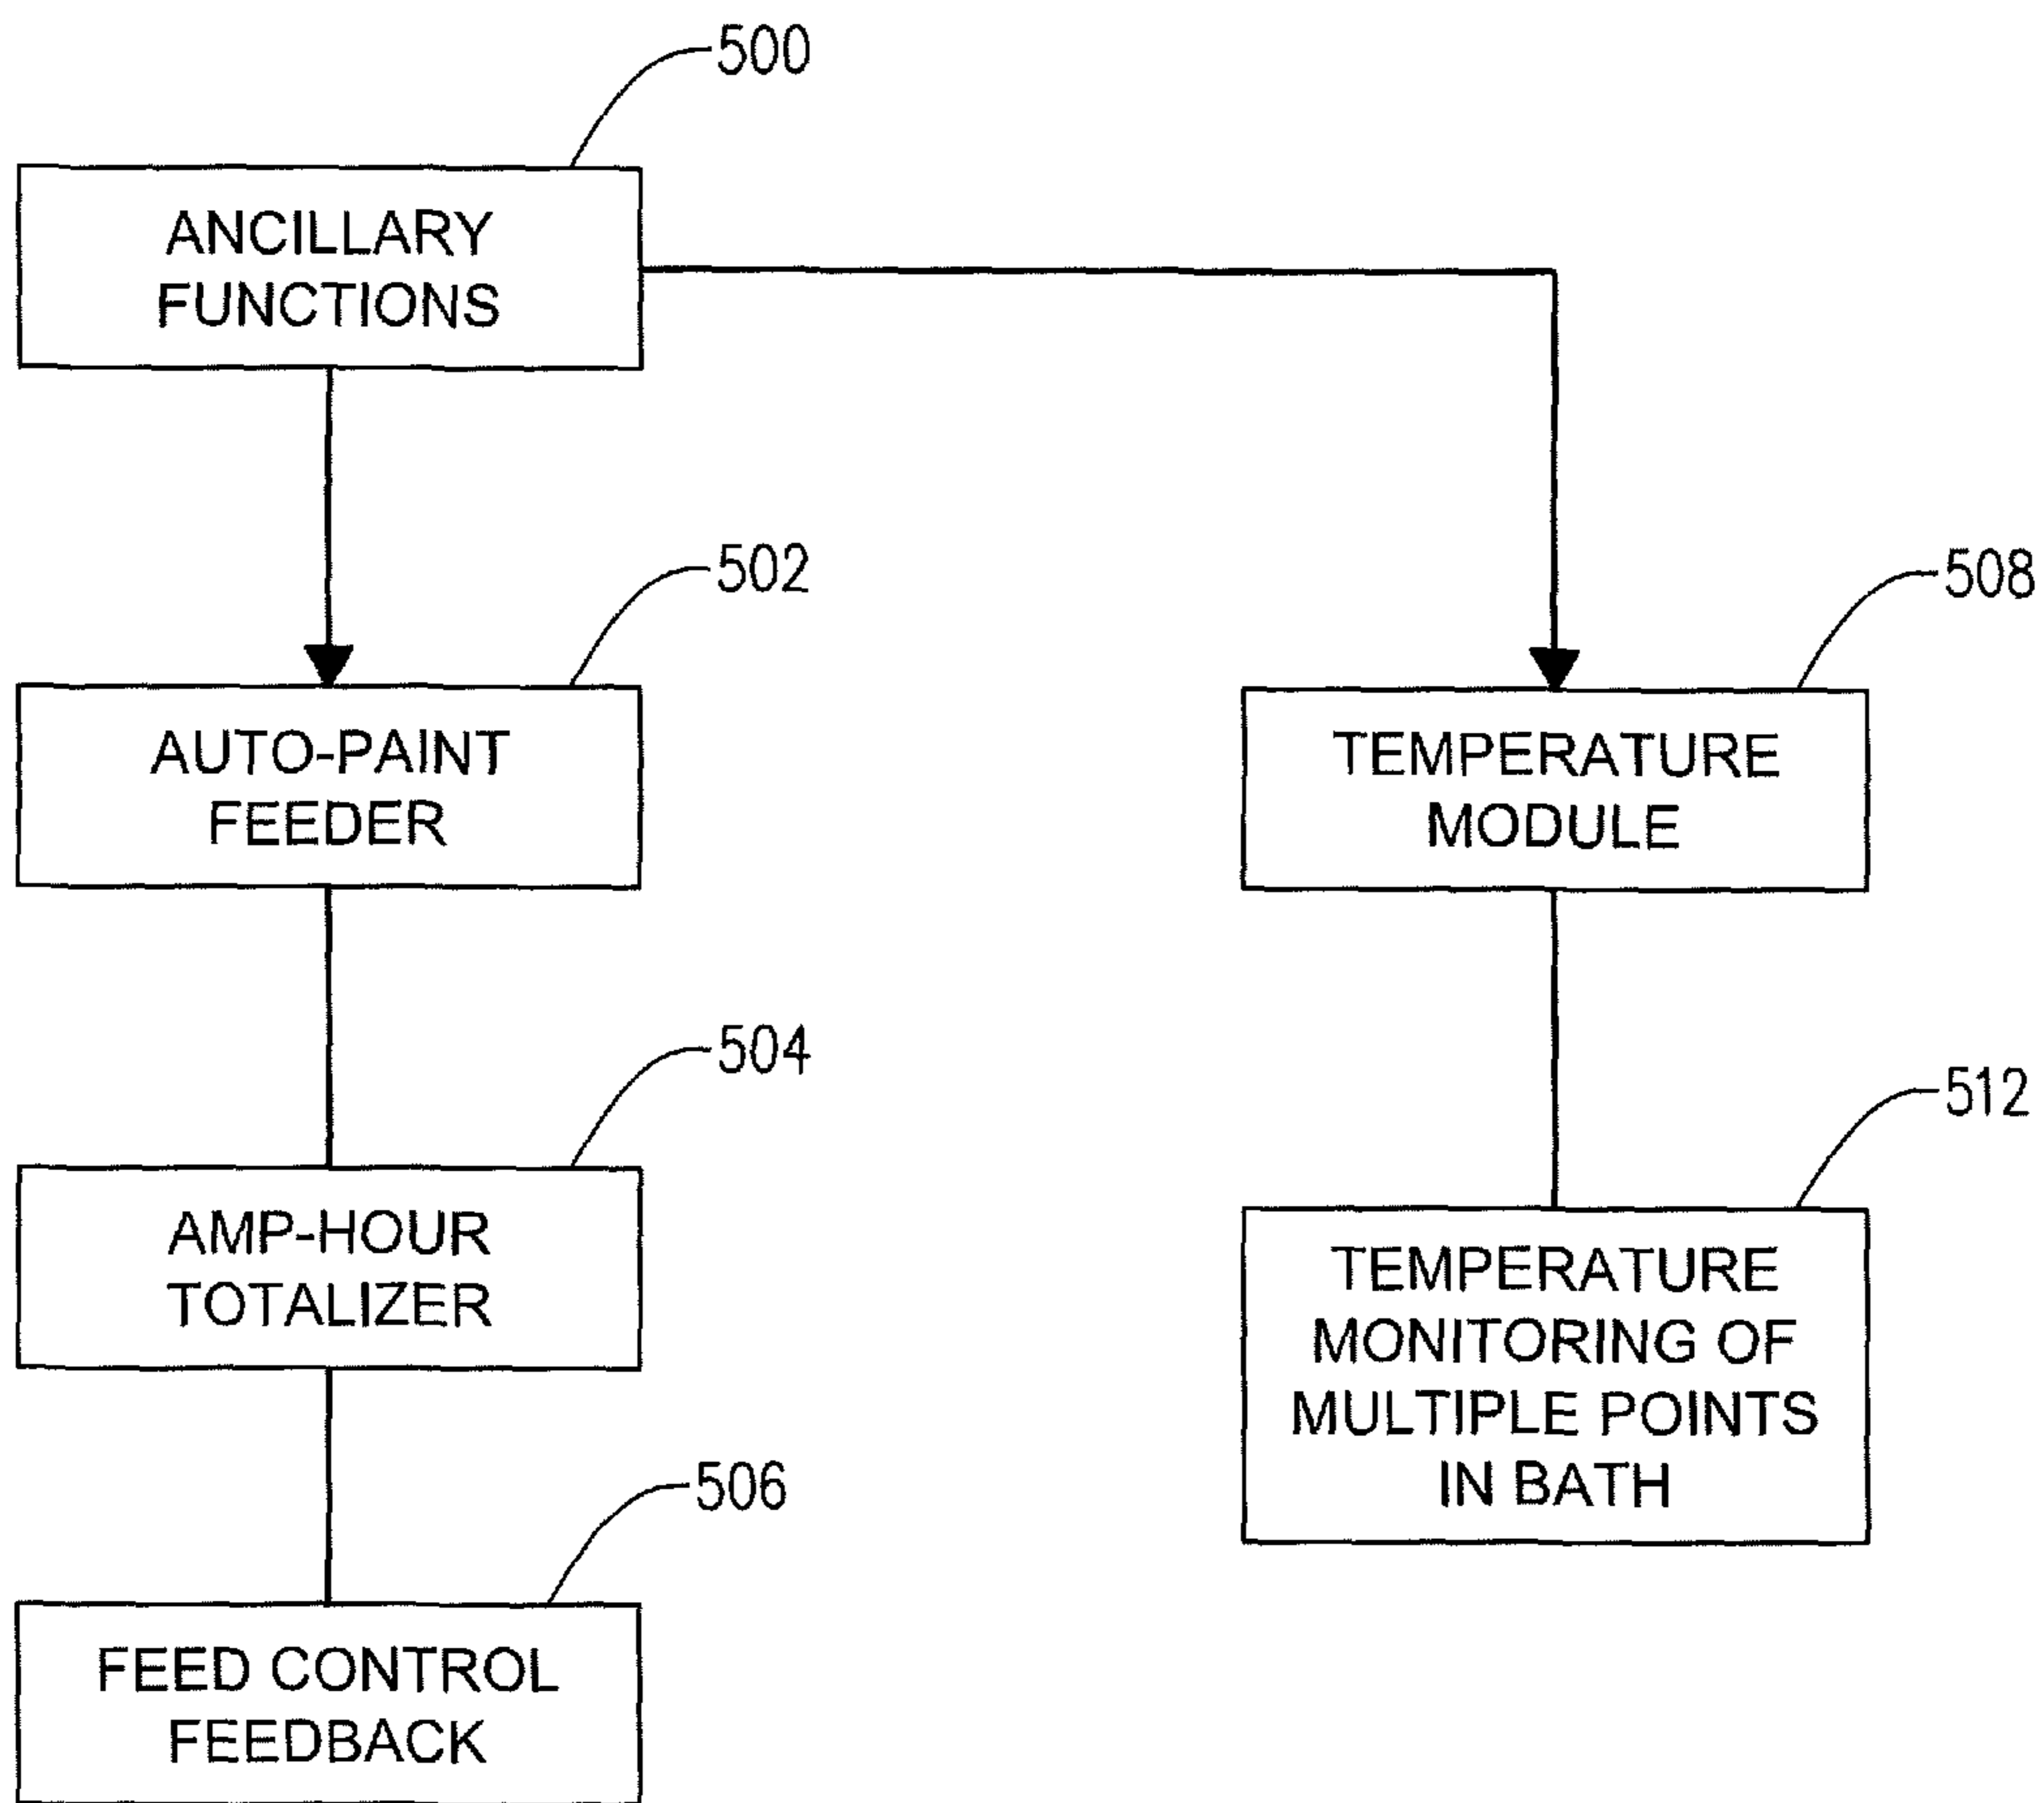 500
ANCILLARY
FUNCTIONS
502
AUTO-PAINT
FEEDER
508
TEMPERATURE
MODULE
504
AMP-HOUR
TOTALIZER
512
TEMPERATURE
MONITORING OF
MULTIPLE POINTS
IN BATH
506
FEED CONTROL
FEEDBACK